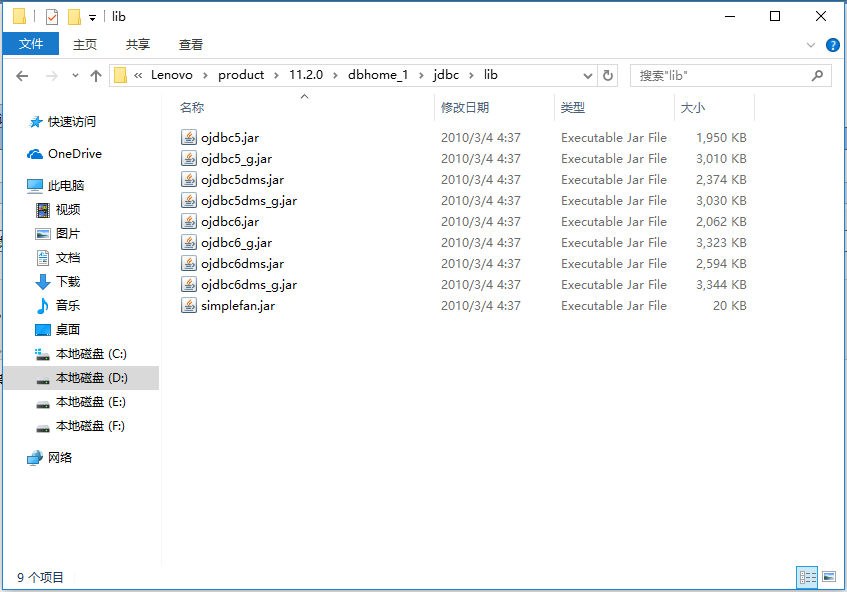 lib
文件 主页 共享 查看
« Lenovo › product › 11.2.0 › dbhome_1 › jdbc › lib 搜索"lib"
名称 修改日期 类型 大小
快速访问
OneDrive
此电脑
视频
图片
文档
下载
音乐
桌面
本地磁盘 (C:)
本地磁盘 (D:)
本地磁盘 (E:)
本地磁盘 (F:)
网络
ojdbc5.jar 2010/3/4 4:37 Executable Jar File 1,950 KB
ojdbc5_g.jar 2010/3/4 4:37 Executable Jar File 3,010 KB
ojdbc5dms.jar 2010/3/4 4:37 Executable Jar File 2,374 KB
ojdbc5dms_g.jar 2010/3/4 4:37 Executable Jar File 3,030 KB
ojdbc6.jar 2010/3/4 4:37 Executable Jar File 2,062 KB
ojdbc6_g.jar 2010/3/4 4:37 Executable Jar File 3,323 KB
ojdbc6dms.jar 2010/3/4 4:37 Executable Jar File 2,594 KB
ojdbc6dms_g.jar 2010/3/4 4:37 Executable Jar File 3,344 KB
simplefan.jar 2010/3/4 4:37 Executable Jar File 20 KB
9 个项目